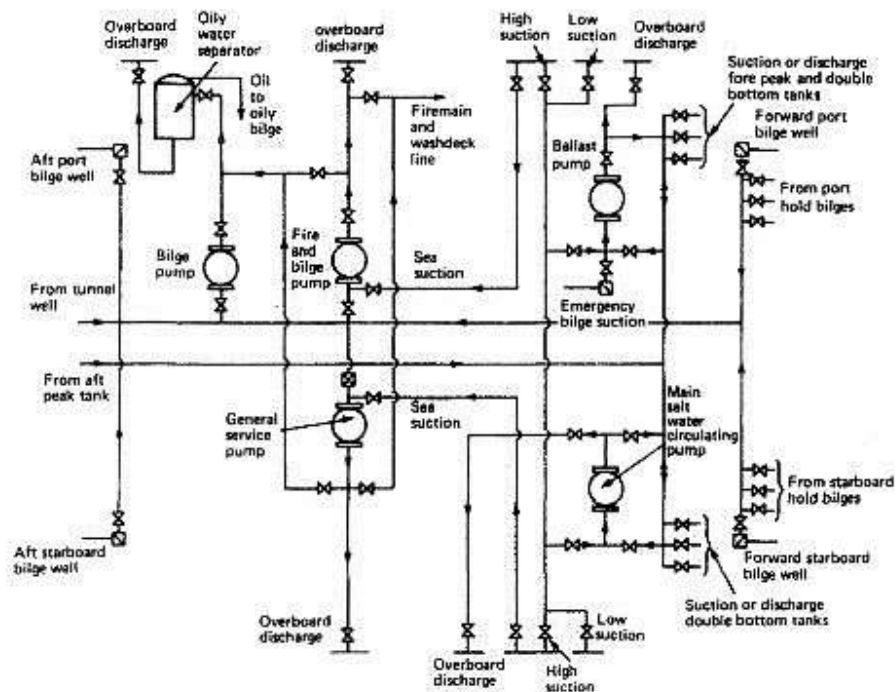 Overboard
discharge
Oily
water
separator
overboard
discharge
High
suction
Low
suction
Overboard
discharge
Suction or discharge
fore peak and double
bottom tanks
Oil
to
oily
bilge
Firemain
and
washdeck
line
Forward port
bilge well
Aft port
bilge well
Ballast
pump
From port
hold bilges
Bilge
pump
Fire
and
bilge
pump
Sea
suction
From tunnel
well
Emergency
bilge suction
From aft
peak tank
General
service
pump
Sea
suction
Main
salt
water
circulating
pump
From starboard
hold bilges
Aft starboard
bilge well
Forward starboard
bilge well
Suction or discharge
double bottom tanks
Overboard
discharge
Overboard
discharge
High
suction
Low
suction